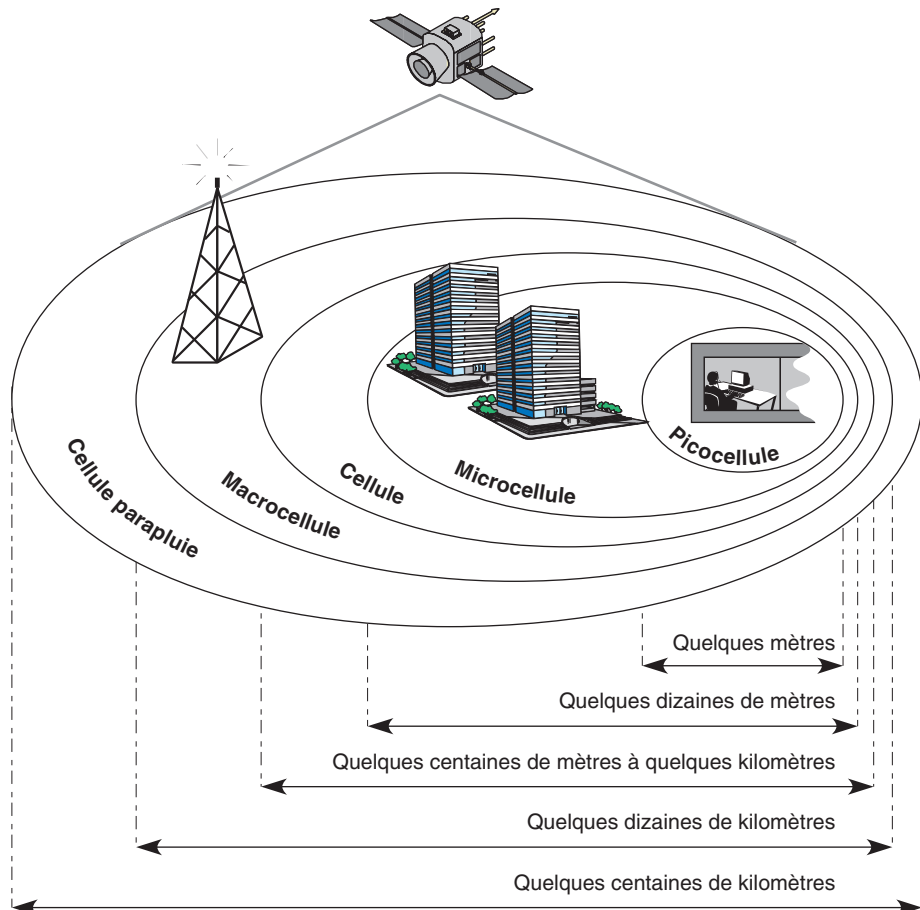 Cellule parapluie
Macrocellule
Cellule
Microcellule
Picocellule
Quelques mètres
Quelques dizaines de mètres
Quelques centaines de mètres à quelques kilomètres
Quelques dizaines de kilomètres
Quelques centaines de kilomètres